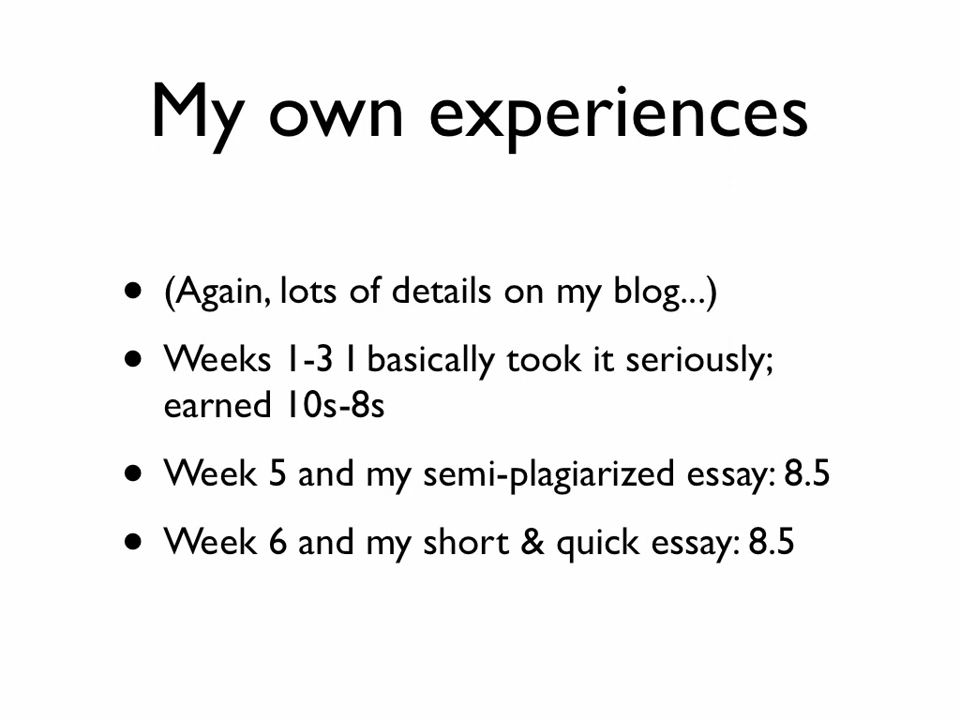 My own experiences
• (Again, lots of details on my blog...)
• Weeks 1-3 I basically took it seriously;
earned 10s-8s
• Week 5 and my semi-plagiarized essay: 8.5
• Week 6 and my short & quick essay: 8.5